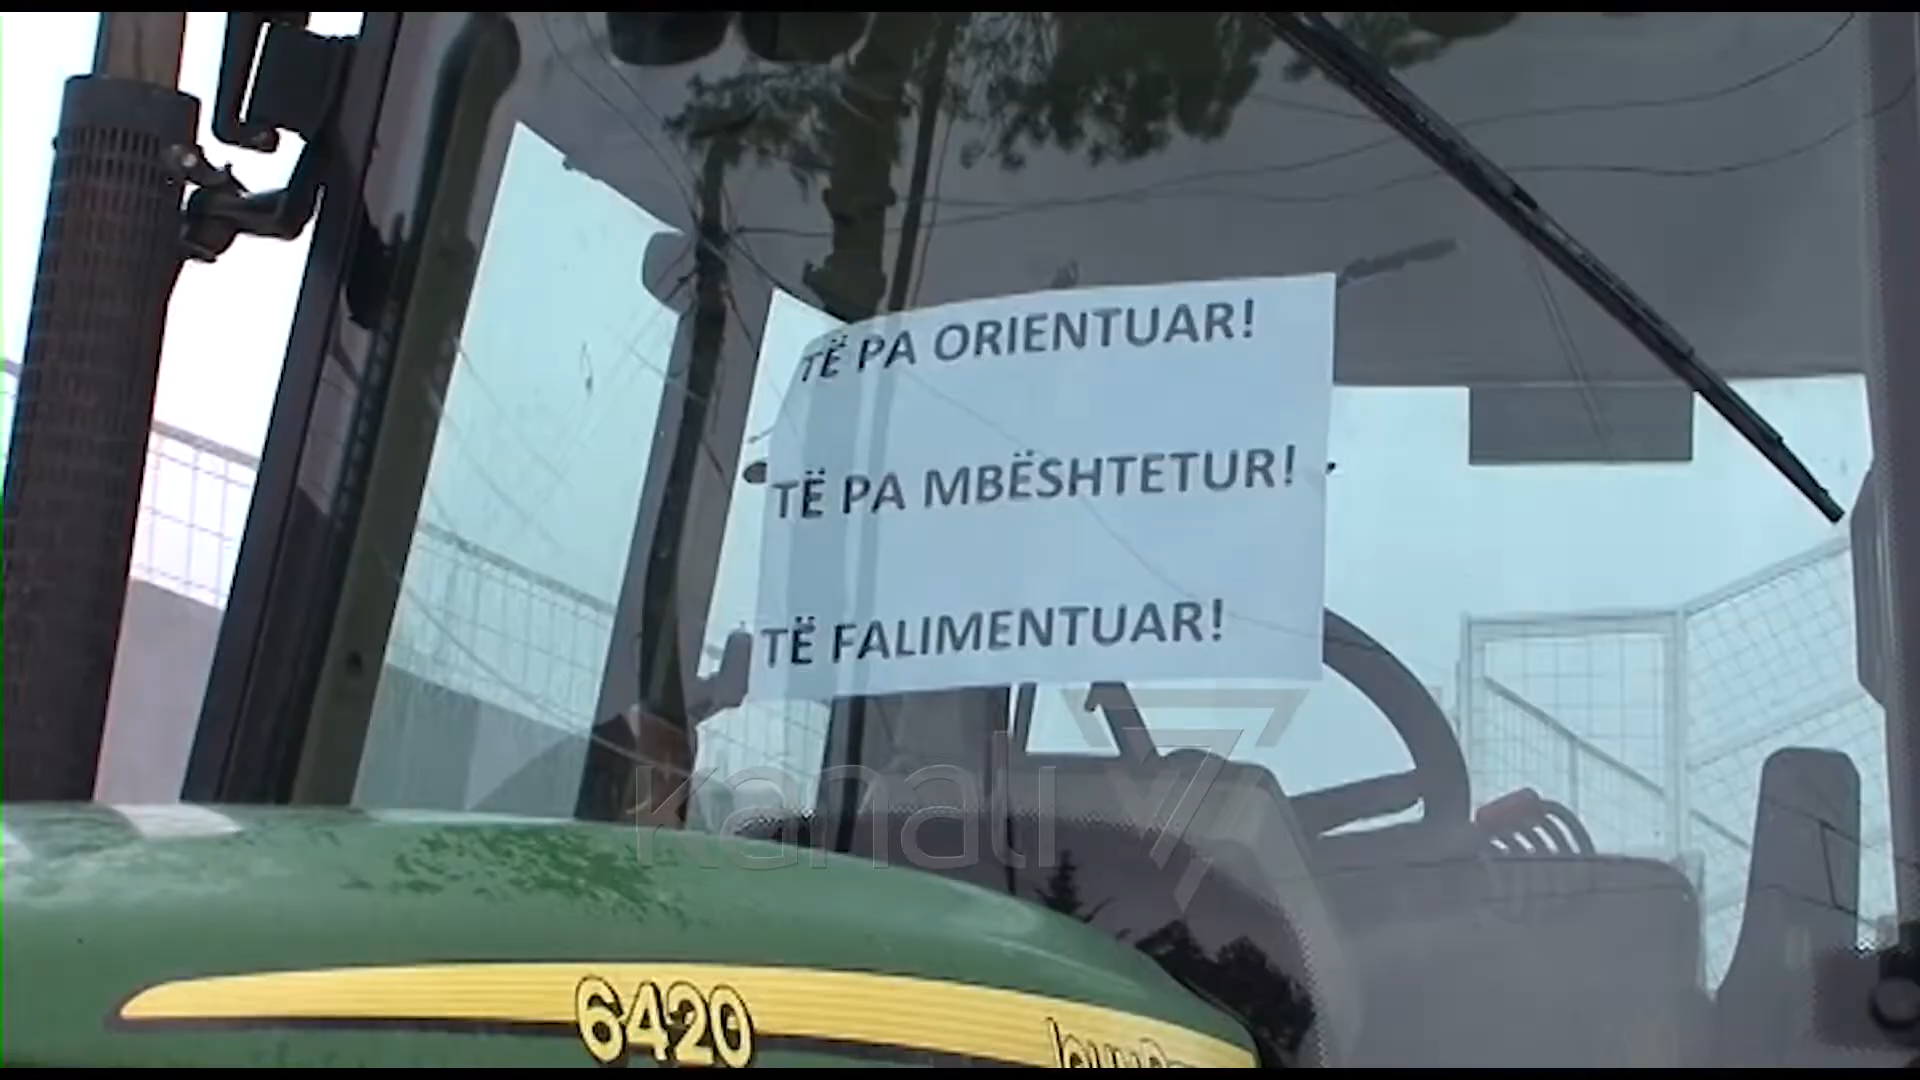 TË PA ORIENTUAR!
TË PA MBËSHTETUR!
TË FALIMENTUAR!
kanali 7
6420